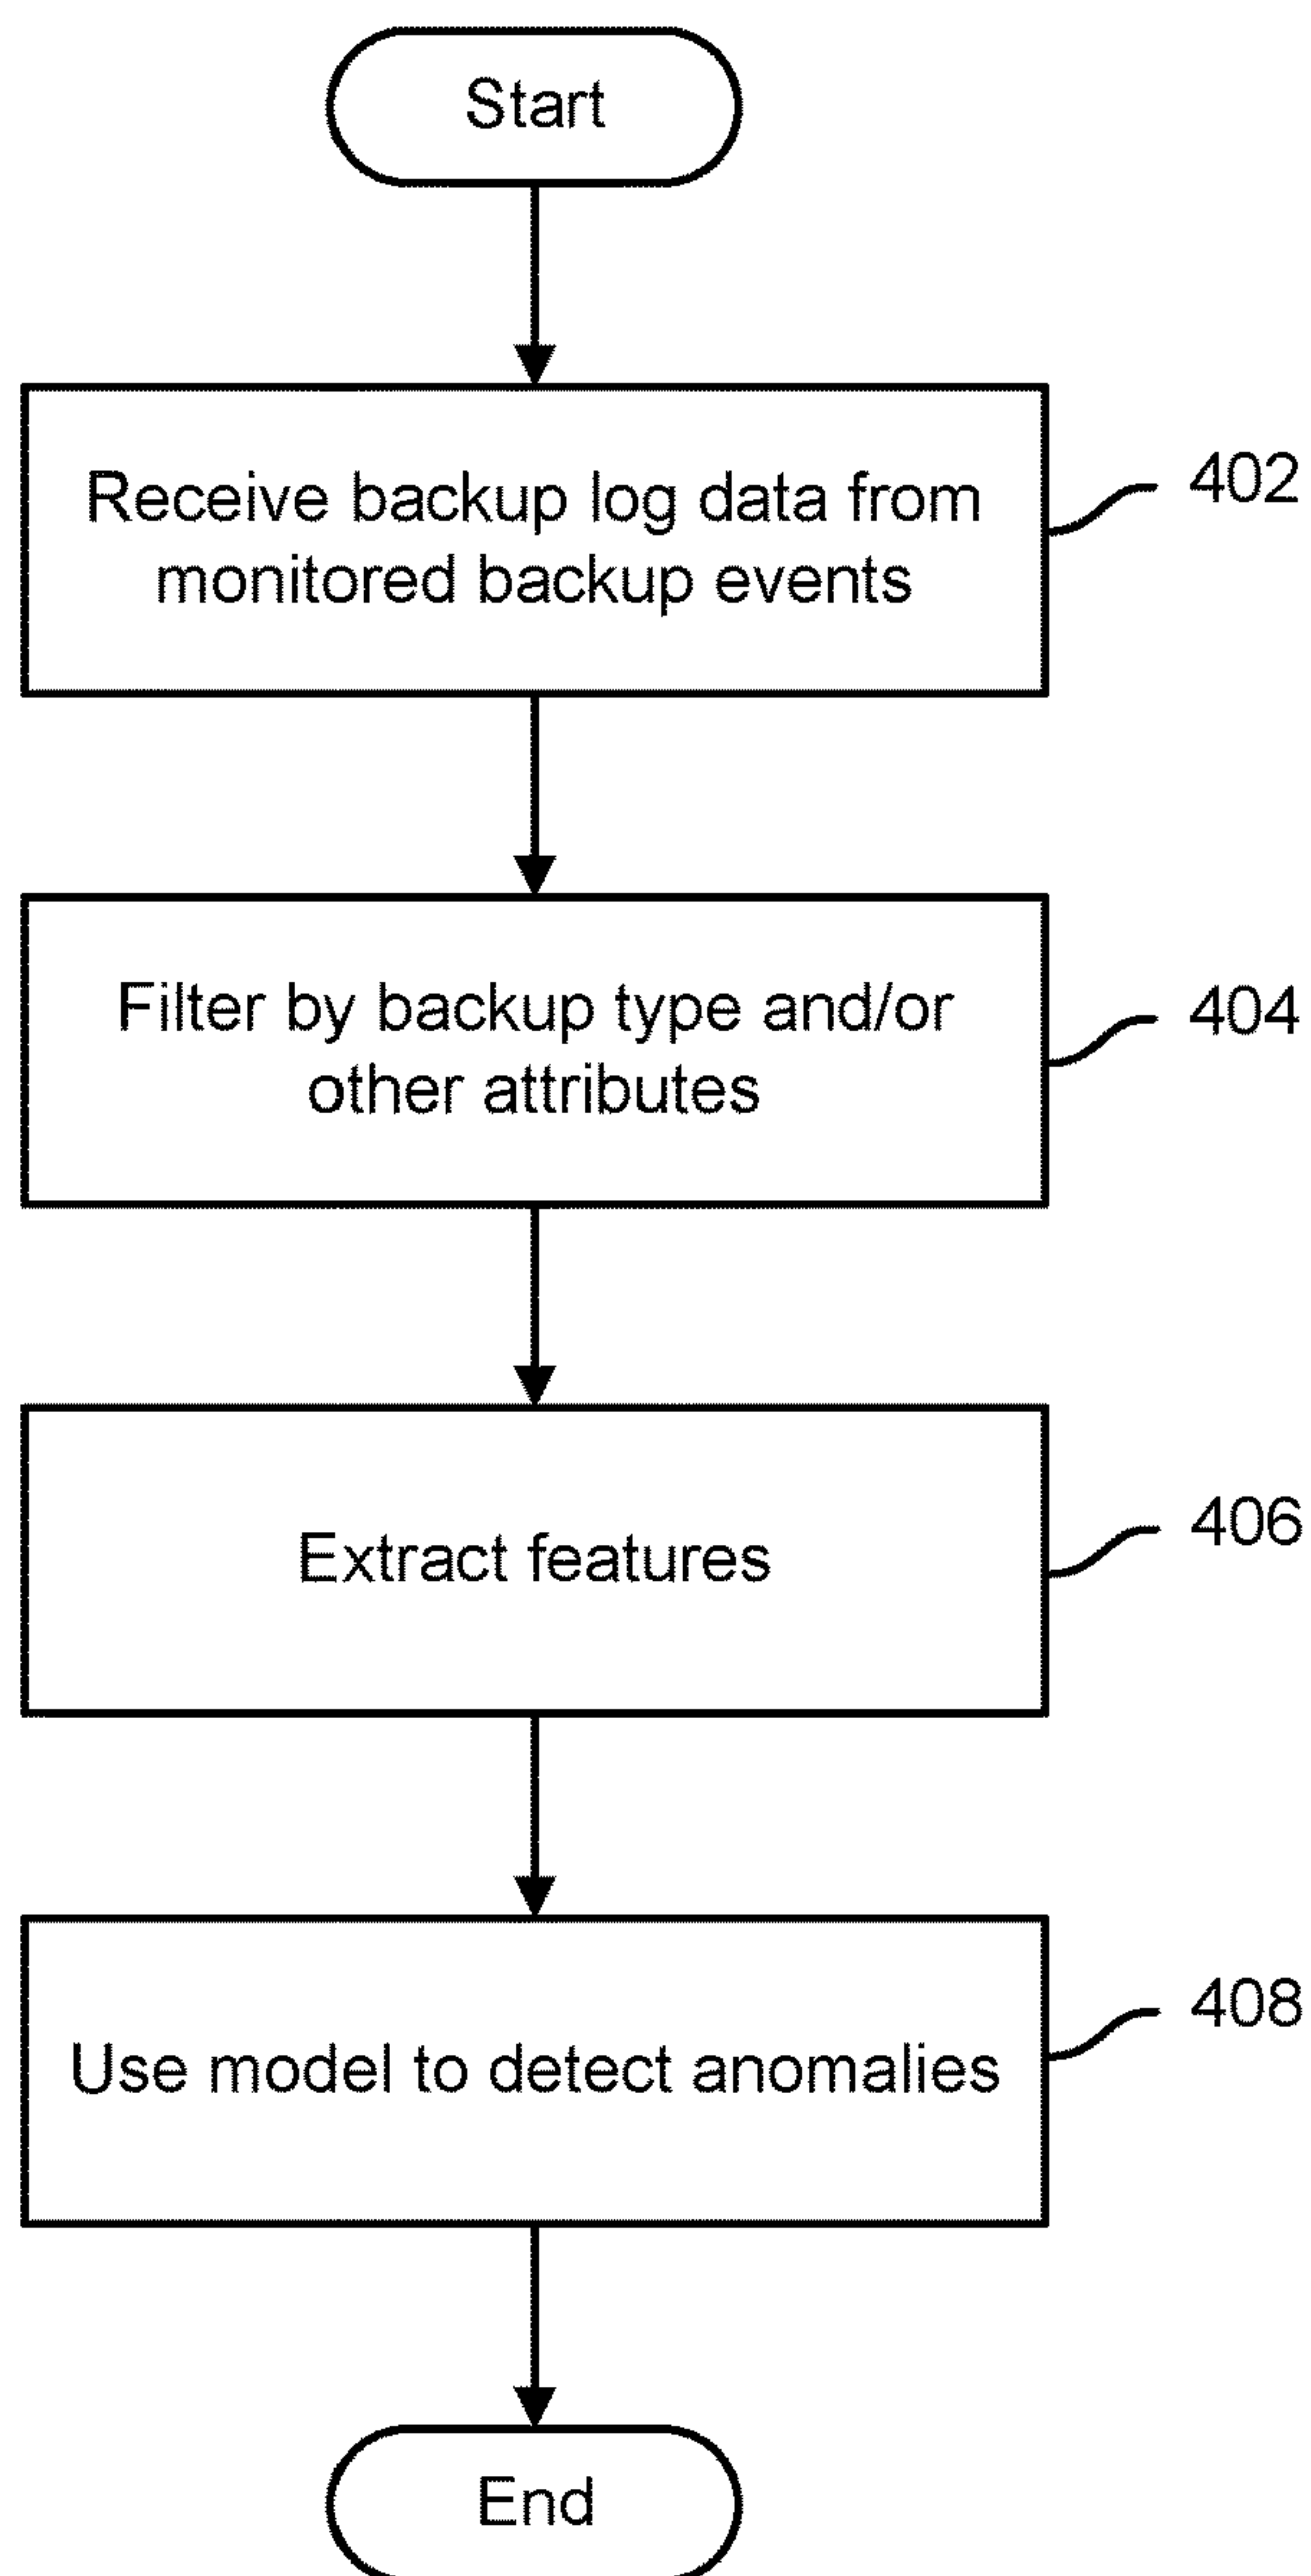 Start
Receive backup log data from
monitored backup events
402
Filter by backup type and/or
other attributes
404
Extract features
406
Use model to detect anomalies
408
End